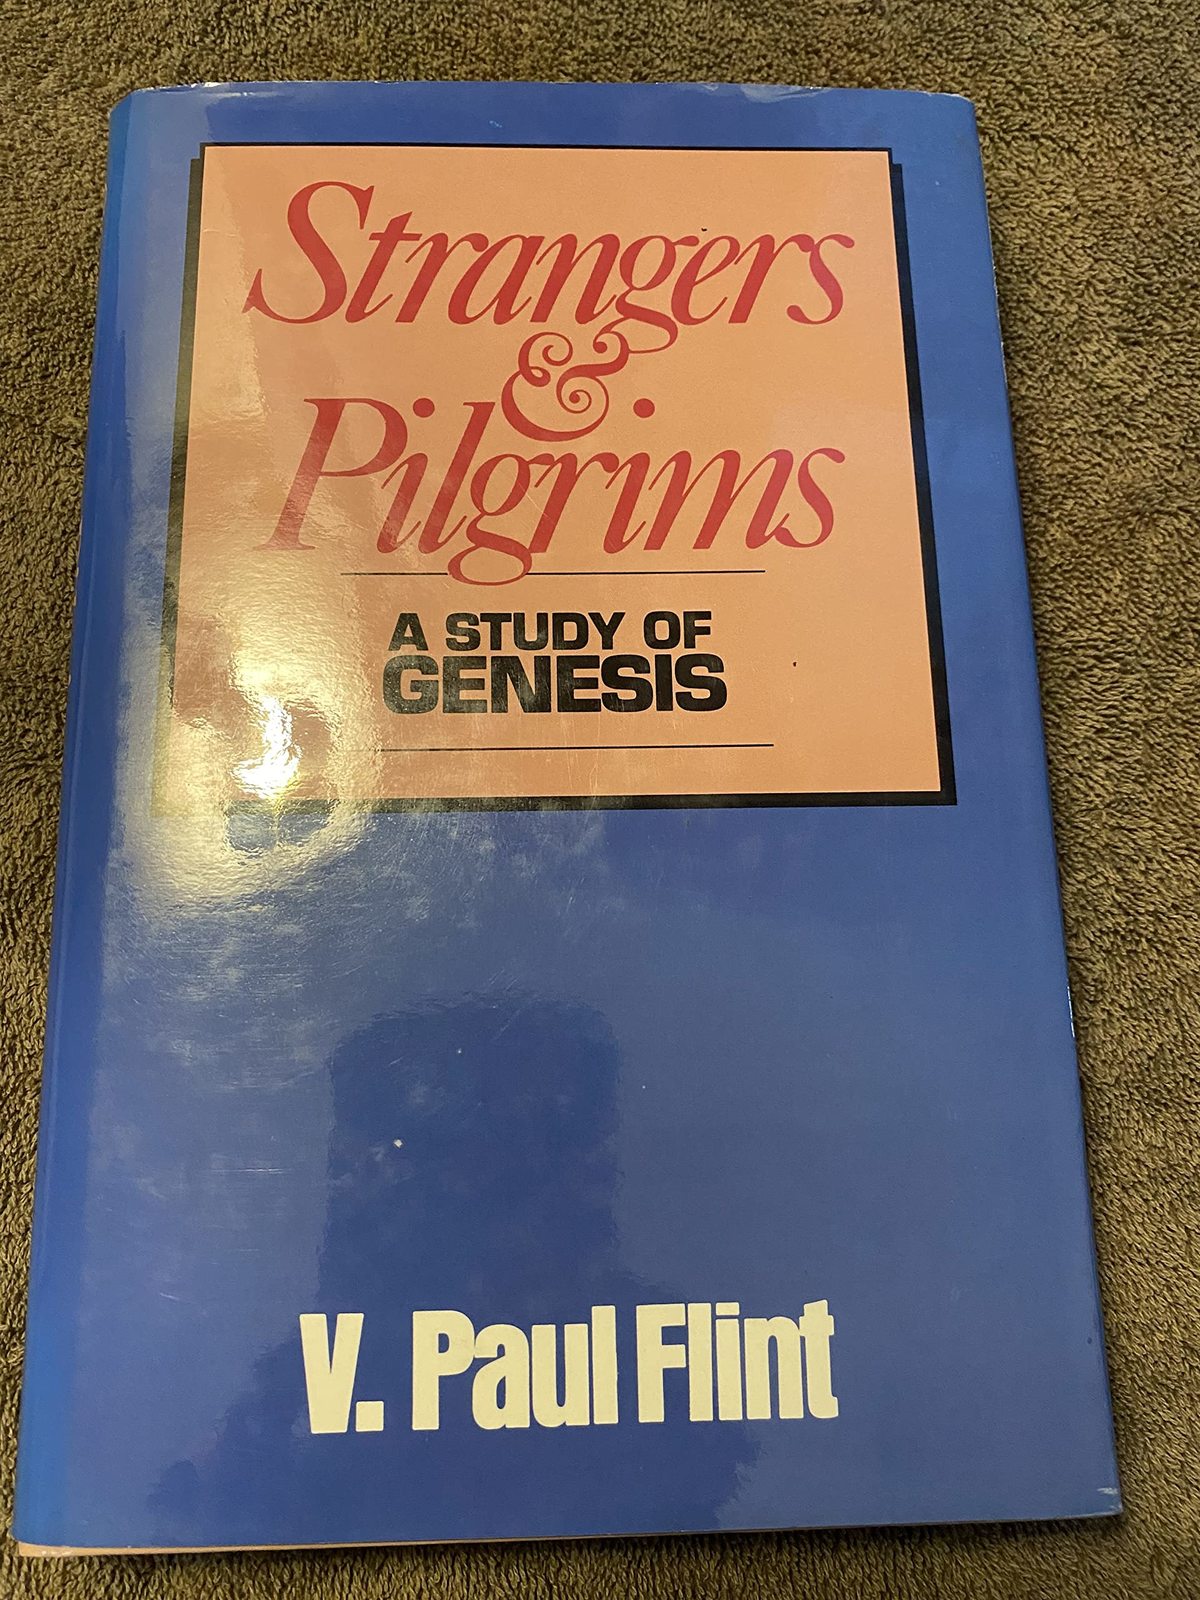 Strangers
&
Pilgrims
A STUDY OF
GENESIS
V. Paul Flint